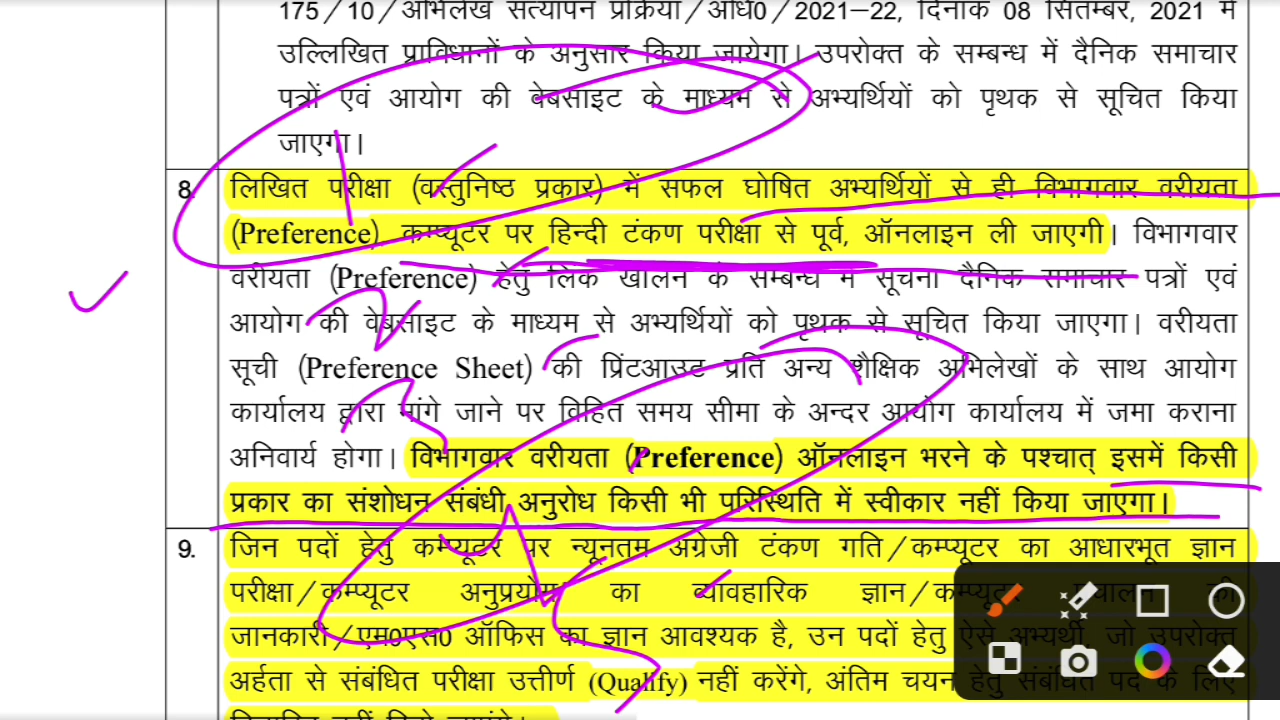 175/10/अभिलेख सत्यापन प्रक्रिया/अधि0/2021–22, दिनांक 08 सितम्बर, 2021 में
उल्लिखित प्राविधानों के अनुसार किया जायेगा। उपरोक्त के सम्बन्ध में दैनिक समाचार
पत्रों एवं आयोग की वेबसाइट के माध्यम से अभ्यर्थियों को पृथक से सूचित किया
जाएगा।
8. लिखित परीक्षा (वस्तुनिष्ठ प्रकार) में सफल घोषित अभ्यर्थियों से ही विभागवार वरीयता
(Preference) कम्प्यूटर पर हिन्दी टंकण परीक्षा से पूर्व, ऑनलाइन ली जाएगी। विभागवार
वरीयता (Preference) हेतु लिंक खोलने के सम्बन्ध में सूचना दैनिक समाचार पत्रों एवं
आयोग की वेबसाइट के माध्यम से अभ्यर्थियों को पृथक से सूचित किया जाएगा। वरीयता
सूची (Preference Sheet) की प्रिंटआउट प्रति अन्य शैक्षिक अभिलेखों के साथ आयोग
कार्यालय द्वारा मांगे जाने पर विहित समय सीमा के अन्दर आयोग कार्यालय में जमा कराना
अनिवार्य होगा। विभागवार वरीयता (Preference) ऑनलाइन भरने के पश्चात् इसमें किसी
प्रकार का संशोधन संबंधी अनुरोध किसी भी परिस्थिति में स्वीकार नहीं किया जाएगा।
9. जिन पदों हेतु कम्प्यूटर पर न्यूनतम अंग्रेजी टंकण गति/कम्प्यूटर का आधारभूत ज्ञान
परीक्षा/कम्प्यूटर अनुप्रयोग का व्यावहारिक ज्ञान/कम्प्यूटर की
जानकारी/एम0एस0 ऑफिस का ज्ञान आवश्यक है, उन पदों हेतु ऐसे अभ्यर्थी, जो उपरोक्त
अर्हता से संबंधित परीक्षा उत्तीर्ण (Qualify) नहीं करेंगे, अंतिम चयन हेतु संबंधित पद के लिए